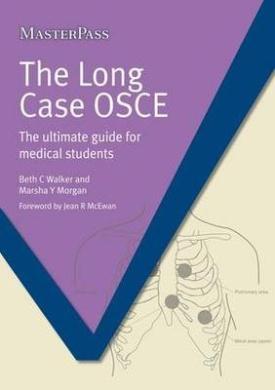 MASTERPASS
The Long
Case OSCE
The ultimate guide for
medical students
Beth C Walker and
Marsha Y Morgan
Foreword by Jean R McEwan
Pulmonary area